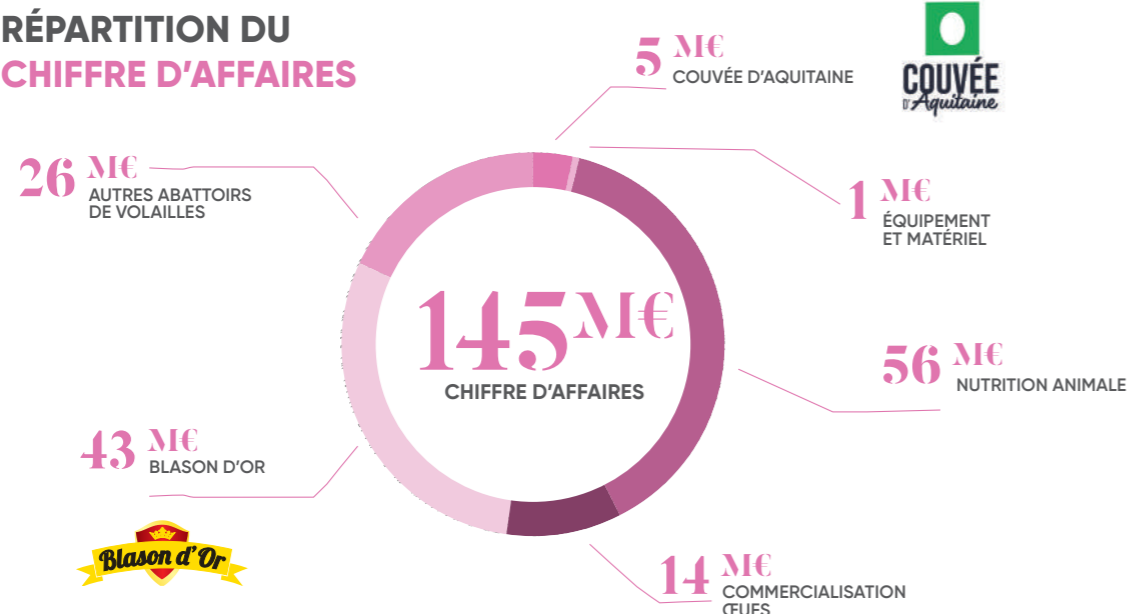 RÉPARTITION DU
CHIFFRE D'AFFAIRES
5 M€
COUVÉE D'AQUITAINE
COUVÉE
D'Aquitaine
26 M€
AUTRES ABATTOIRS
DE VOLAILLES
1 M€
ÉQUIPEMENT
ET MATÉRIEL
145 M€
CHIFFRE D'AFFAIRES
56 M€
NUTRITION ANIMALE
43 M€
BLASON D'OR
Blason d'Or
14 M€
COMMERCIALISATION
ŒUFS